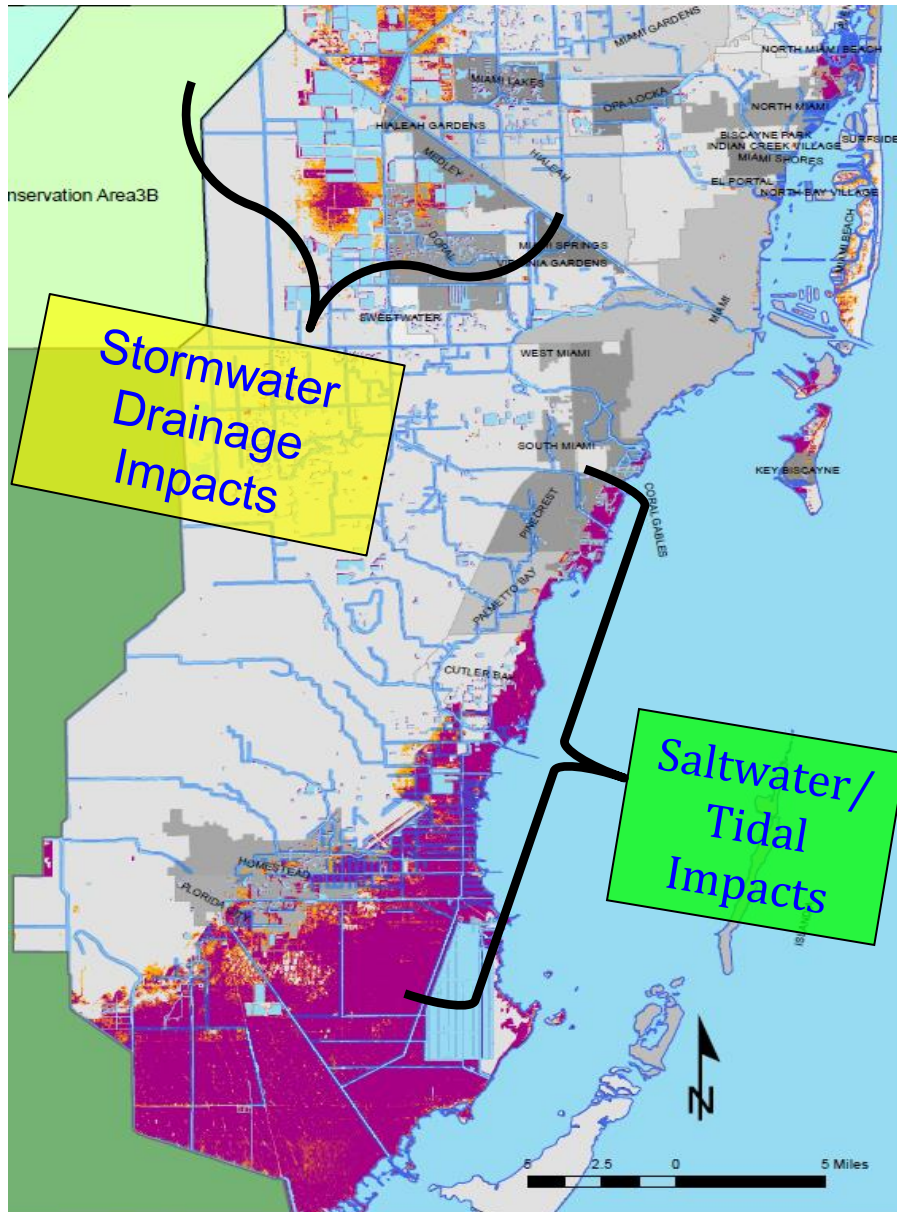 MIAMI GARDENS
NORTH MIAMI BEACH
MIAMI LAKES
OPA-LOCKA
NORTH MIAMI
HIALEAH GARDENS
BISCAYNE PARK
INDIAN CREEK VILLAGE
SURFSIDE
MEDLEY
HIALEAH
MIAMI SHORES
EL PORTAL
NORTH BAY VILLAGE
nservation Area3B
DORAL
MIAMI SPRINGS
VIRGINIA GARDENS
MIAMI BEACH
SWEETWATER
MIAMI
WEST MIAMI
Stormwater
Drainage
Impacts
SOUTH MIAMI
KEY BISCAYNE
PINECREST
CORAL GABLES
PALMETTO BAY
CUTLER BAY
Saltwater/
Tidal
Impacts
HOMESTEAD
FLORIDA CITY
N
5 2.5 0 5 Miles